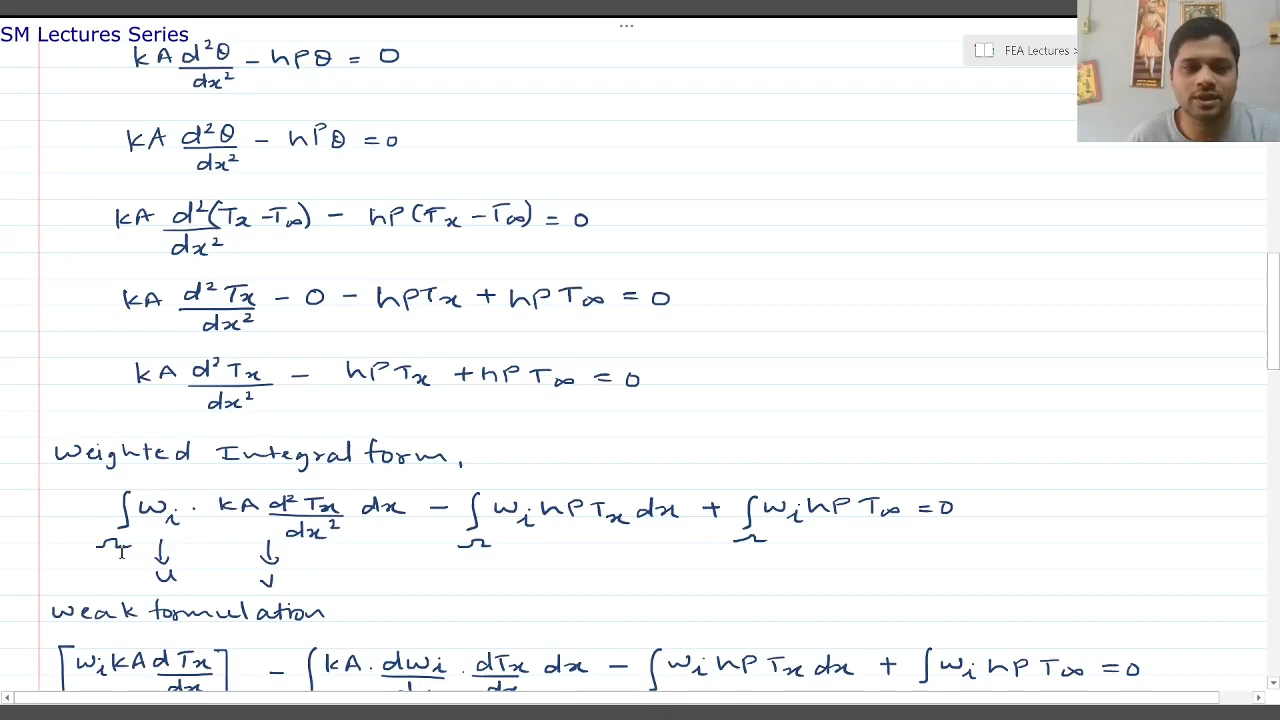 SM Lectures Series
FEA Lectures >
kA d²θ/dx² - hPθ = 0
kA d²θ/dx² - hPθ = 0
kA d²(Tx - T∞)/dx² - hP(Tx - T∞) = 0
kA d²Tx/dx² - 0 - hPTx + hPT∞ = 0
kA d²Tx/dx² - hPTx + hPT∞ = 0
Weighted Integral form,
∫Ω wi · kA d²Tx/dx² dx - ∫Ω wi hPTx dx + ∫Ω wi hPT∞ = 0
↓ ↓
u v
Weak formulation
[wi kA dTx/dx] - ∫ kA · dwi/dx · dTx/dx dx - ∫ wi hPTx dx + ∫ wi hPT∞ = 0